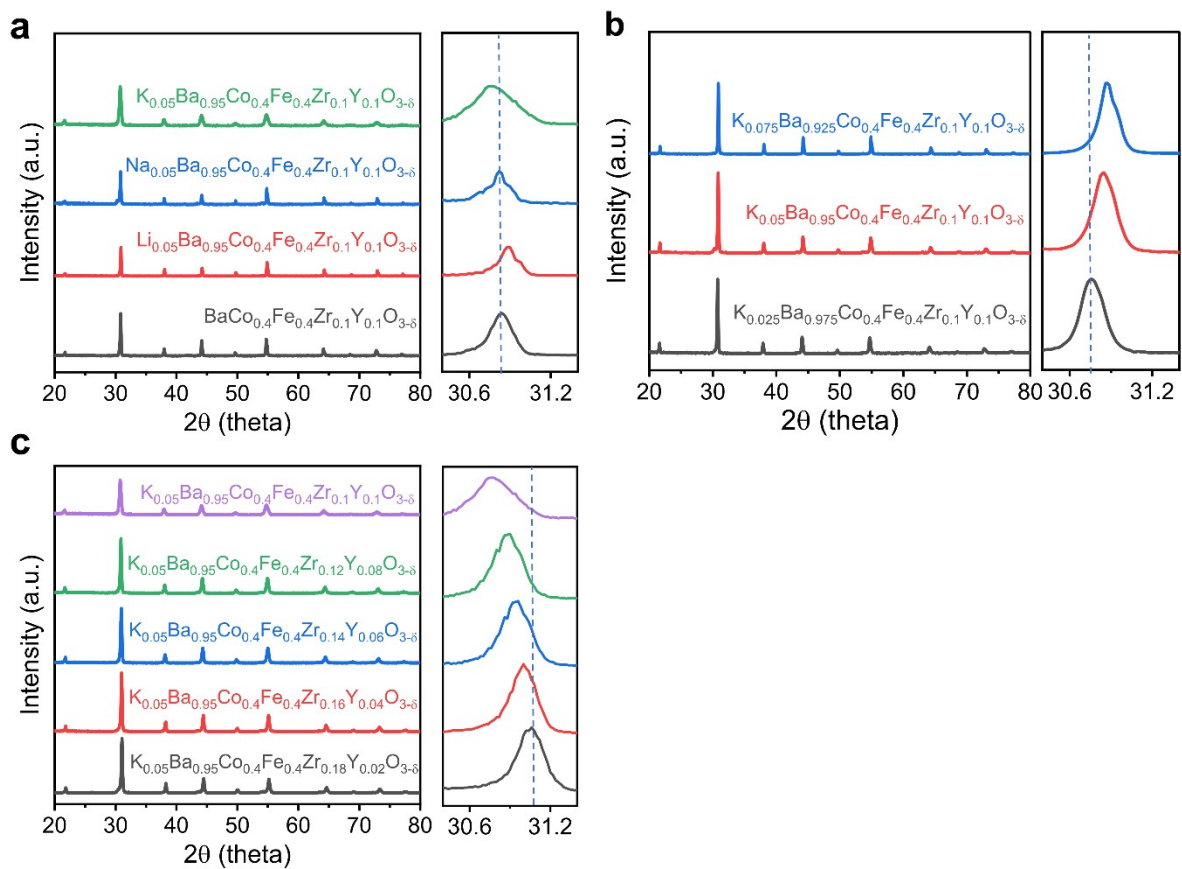 a
Intensity (a.u.)
K0.05Ba0.95Co0.4Fe0.4Zr0.1Y0.1O3-δ
Na0.05Ba0.95Co0.4Fe0.4Zr0.1Y0.1O3-δ
Li0.05Ba0.95Co0.4Fe0.4Zr0.1Y0.1O3-δ
BaCo0.4Fe0.4Zr0.1Y0.1O3-δ
20 30 40 50 60 70 80
2θ (theta)
30.6 31.2
b
Intensity (a.u.)
K0.075Ba0.925Co0.4Fe0.4Zr0.1Y0.1O3-δ
K0.05Ba0.95Co0.4Fe0.4Zr0.1Y0.1O3-δ
K0.025Ba0.975Co0.4Fe0.4Zr0.1Y0.1O3-δ
20 30 40 50 60 70 80
2θ (theta)
30.6 31.2
c
Intensity (a.u.)
K0.05Ba0.95Co0.4Fe0.4Zr0.1Y0.1O3-δ
K0.05Ba0.95Co0.4Fe0.4Zr0.12Y0.08O3-δ
K0.05Ba0.95Co0.4Fe0.4Zr0.14Y0.06O3-δ
K0.05Ba0.95Co0.4Fe0.4Zr0.16Y0.04O3-δ
K0.05Ba0.95Co0.4Fe0.4Zr0.18Y0.02O3-δ
20 30 40 50 60 70 80
2θ (theta)
30.6 31.2